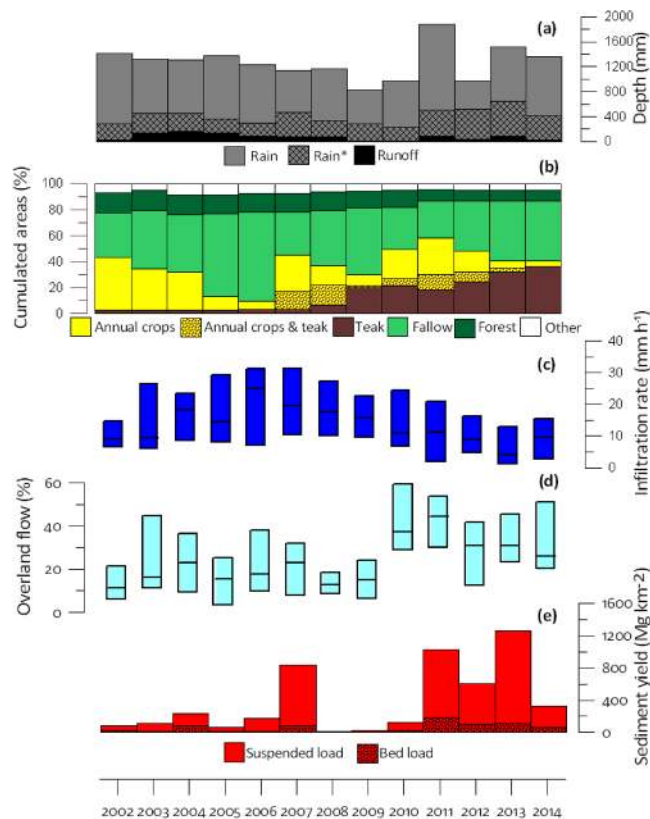 (a)
2000
1600
1200
800
400
0
Depth (mm)
Rain Rain* Runoff
(b)
100
80
60
40
20
0
Cumulated areas (%)
Annual crops Annual crops & teak Teak Fallow Forest Other
(c)
40
30
20
10
0
Infiltration rate (mm h⁻¹)
(d)
60
40
20
0
Overland flow (%)
(e)
1600
1200
800
400
0
Sediment yield (Mg km-2)
Suspended load Bed load
2002 2003 2004 2005 2006 2007 2008 2009 2010 2011 2012 2013 2014